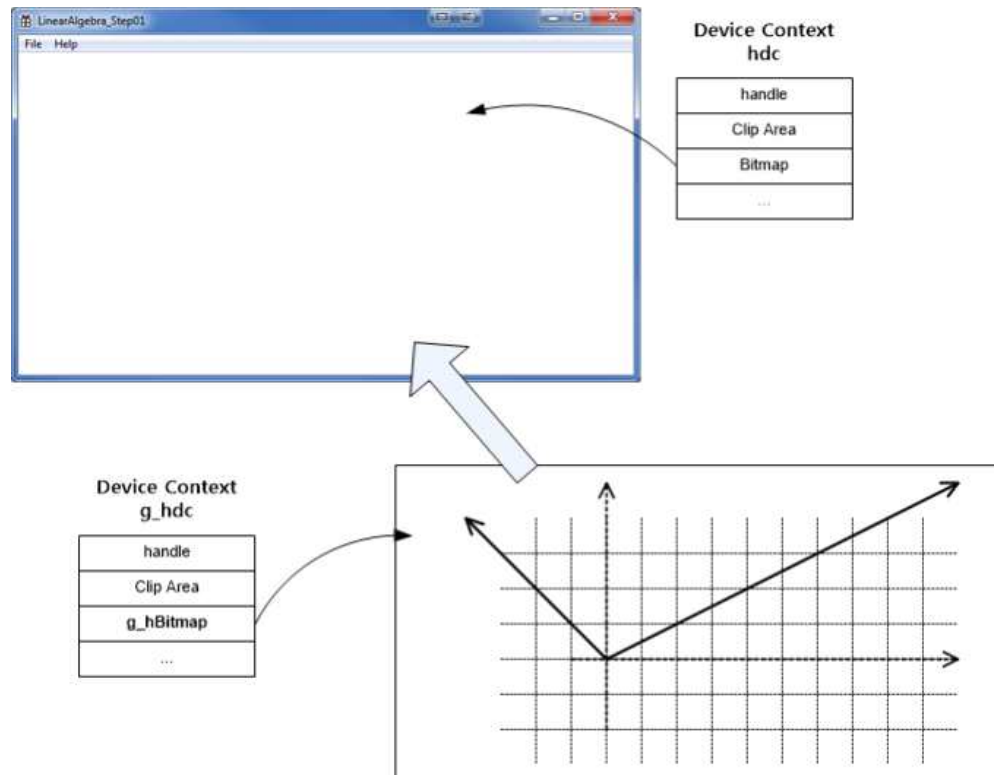 LinearAlgebra_Step01
File Help
Device Context
hdc
handle
Clip Area
Bitmap
...
Device Context
g_hdc
handle
Clip Area
g_hBitmap
...